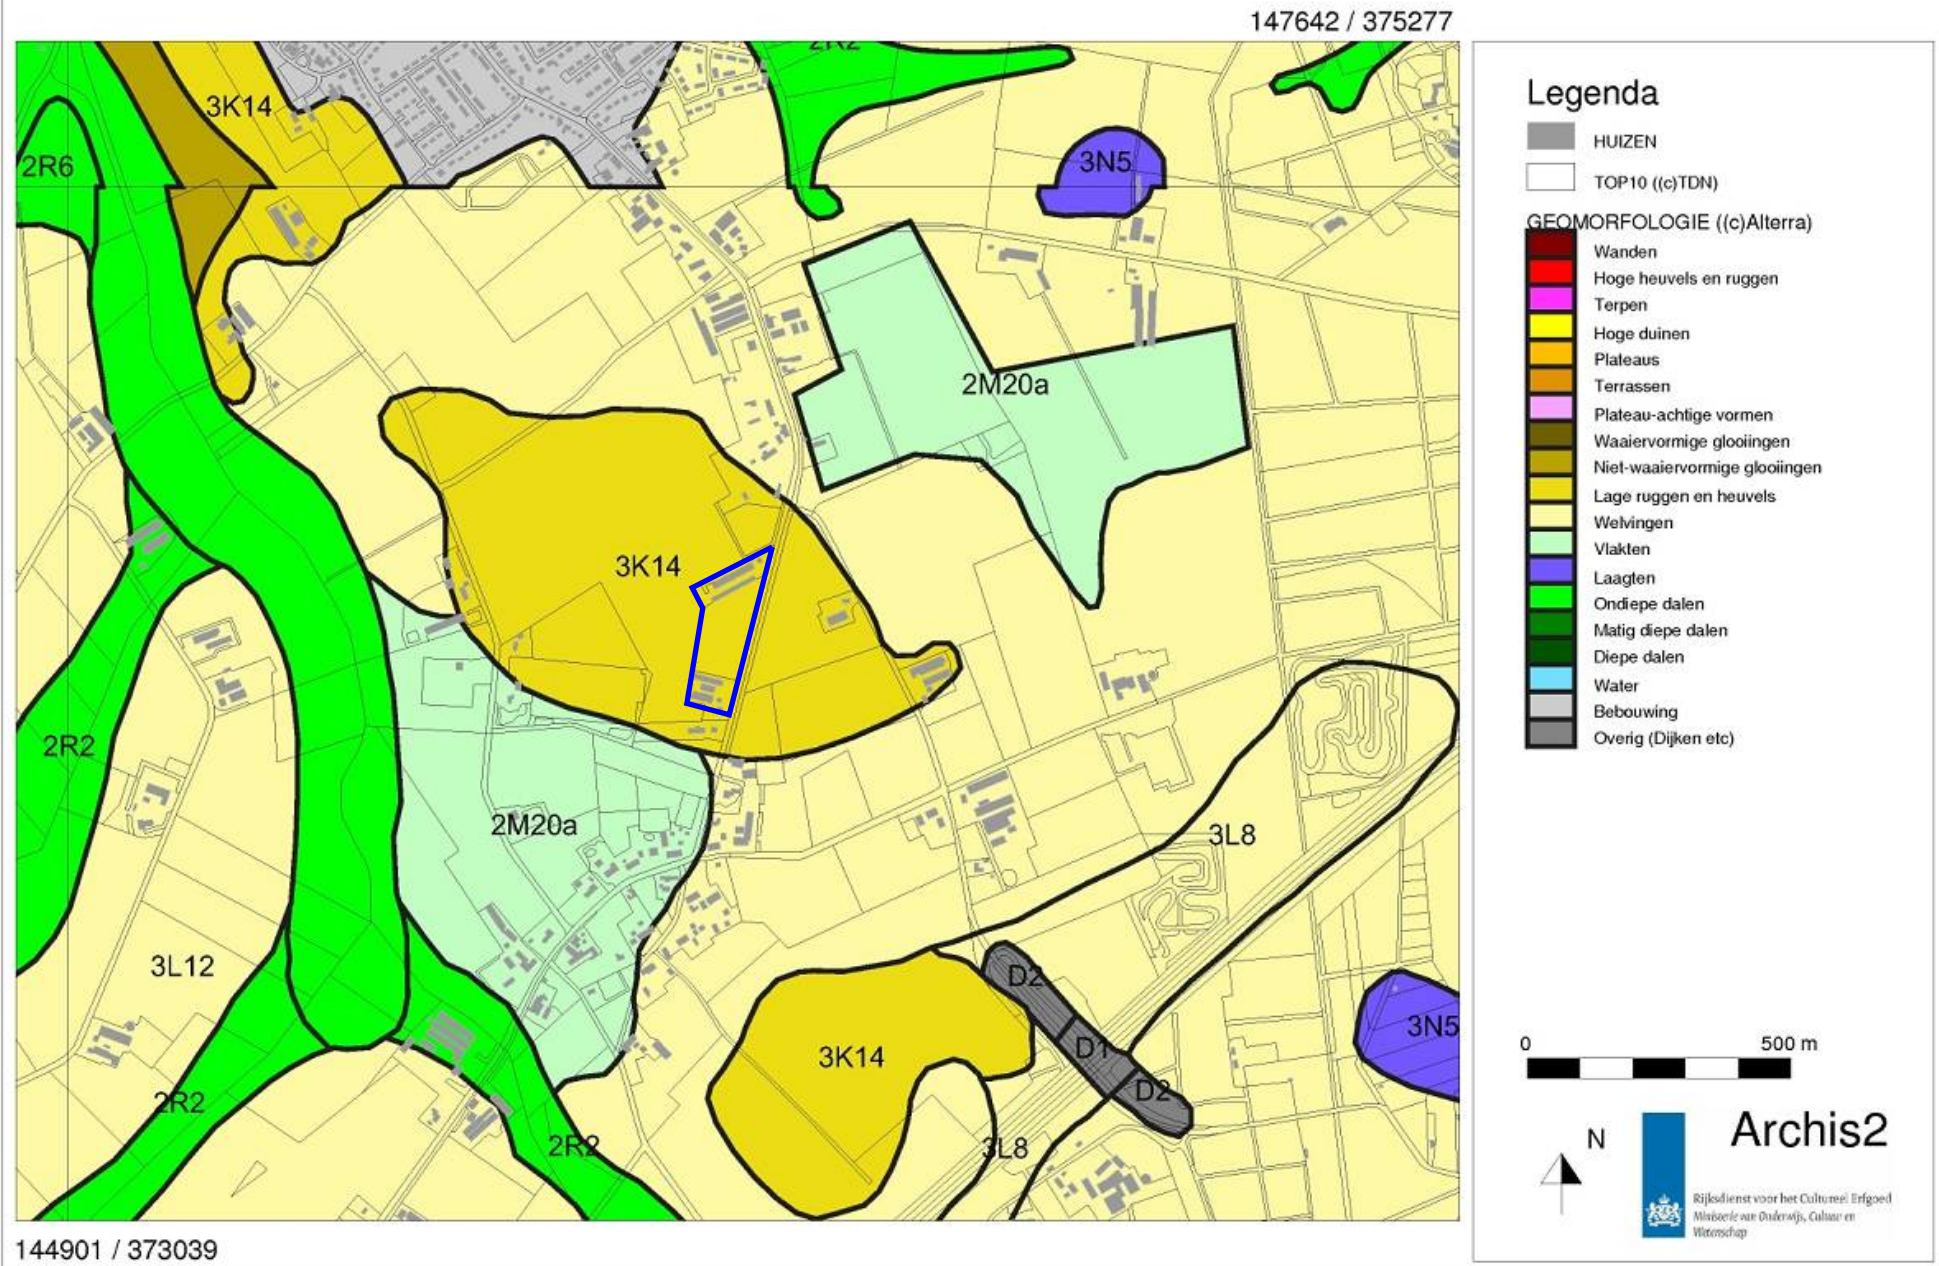 147642 / 375277
2R2
3K14
2R6
3N5
2M20a
3K14
2R2
2M20a
3L8
3L12
D2
D1
D2
3K14
3N5
2R2
2R2
3L8
144901 / 373039
Legenda
HUIZEN
TOP10 ((c)TDN)
GEOMORFOLOGIE ((c)Alterra)
Wanden
Hoge heuvels en ruggen
Terpen
Hoge duinen
Plateaus
Terrassen
Plateau-achtige vormen
Waaiervormige glooiingen
Niet-waaiervormige glooiingen
Lage ruggen en heuvels
Welvingen
Vlakten
Laagten
Ondiepe dalen
Matig diepe dalen
Diepe dalen
Water
Bebouwing
Overig (Dijken etc)
0 500 m
N
Archis2
Rijksdienst voor het Cultureel Erfgoed
Ministerie van Onderwijs, Cultuur en
Wetenschap